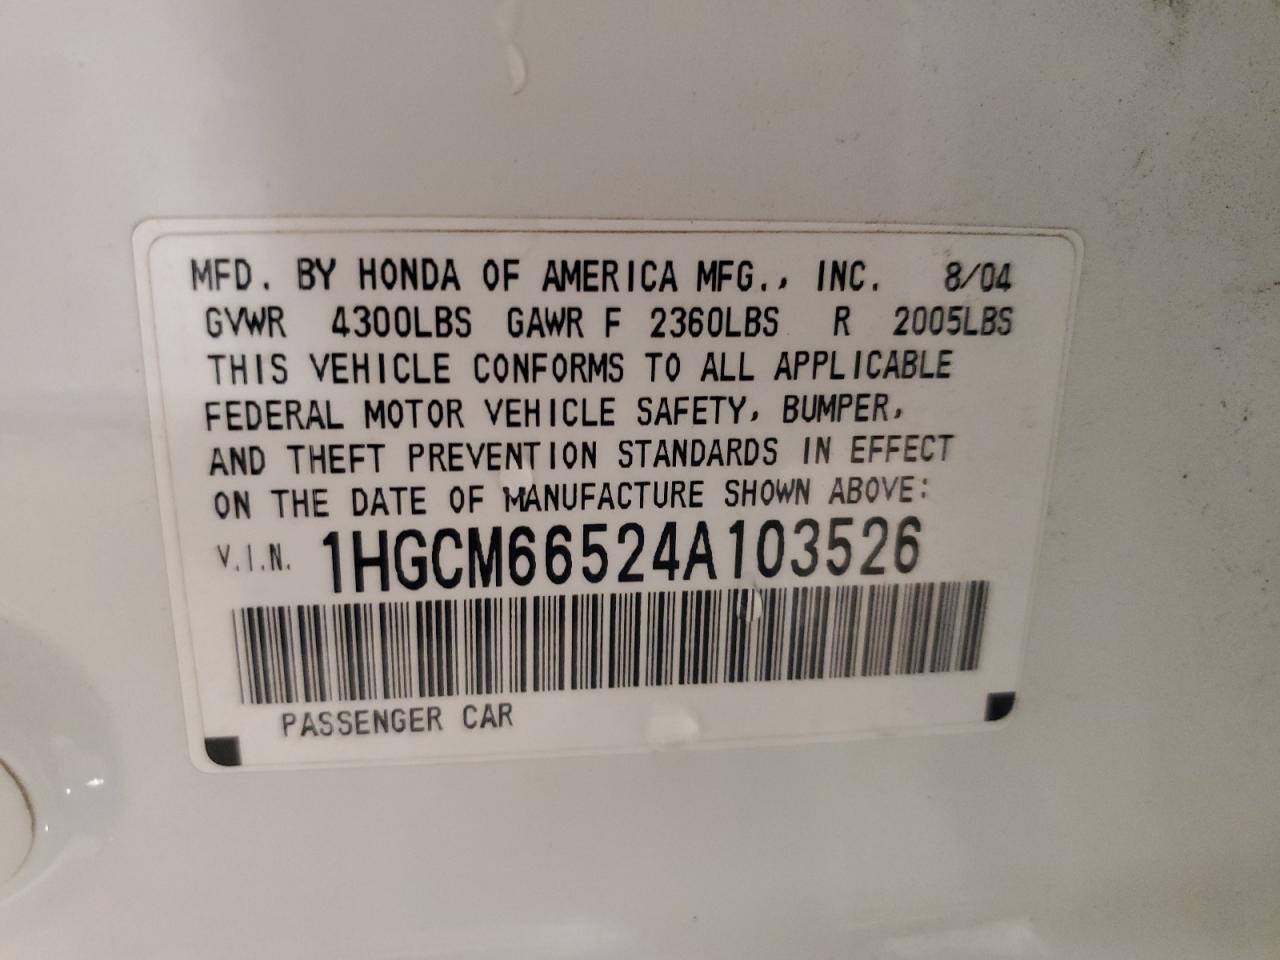 MFD. BY HONDA OF AMERICA MFG., INC. 8/04
GVWR 4300LBS GAWR F 2360LBS R 2005LBS
THIS VEHICLE CONFORMS TO ALL APPLICABLE
FEDERAL MOTOR VEHICLE SAFETY, BUMPER,
AND THEFT PREVENTION STANDARDS IN EFFECT
ON THE DATE OF MANUFACTURE SHOWN ABOVE:
V.I.N. 1HGCM66524A103526
PASSENGER CAR